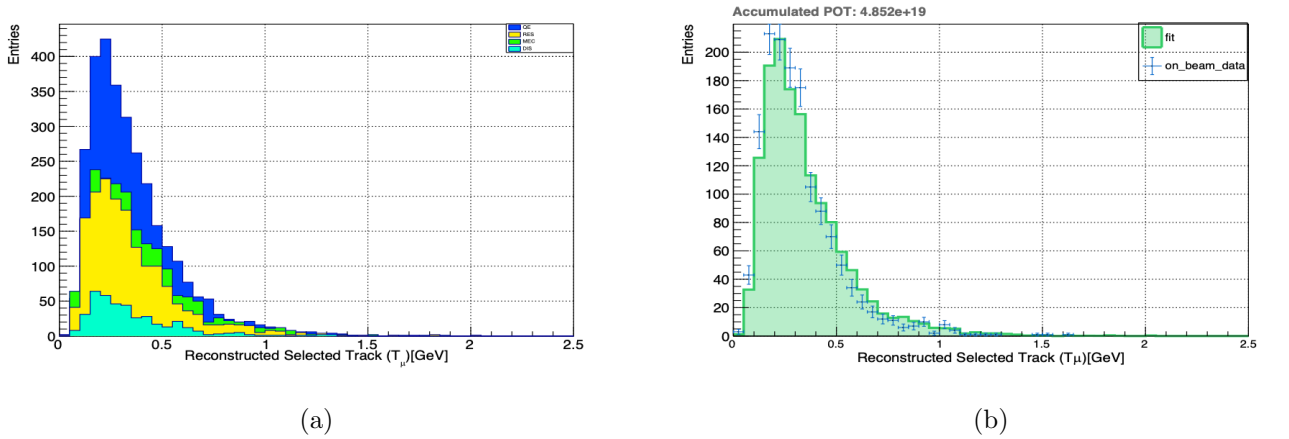 Entries
400
350
300
250
200
150
100
50
0
QE
RES
MEC
DIS
0
0.5
1
1.5
2
2.5
Reconstructed Selected Track (Tμ)[GeV]
(a)
Accumulated POT: 4.852e+19
Entries
200
180
160
140
120
100
80
60
40
20
0
fit
on_beam_data
0
0.5
1
1.5
2
2.5
Reconstructed Selected Track (Tμ)[GeV]
(b)